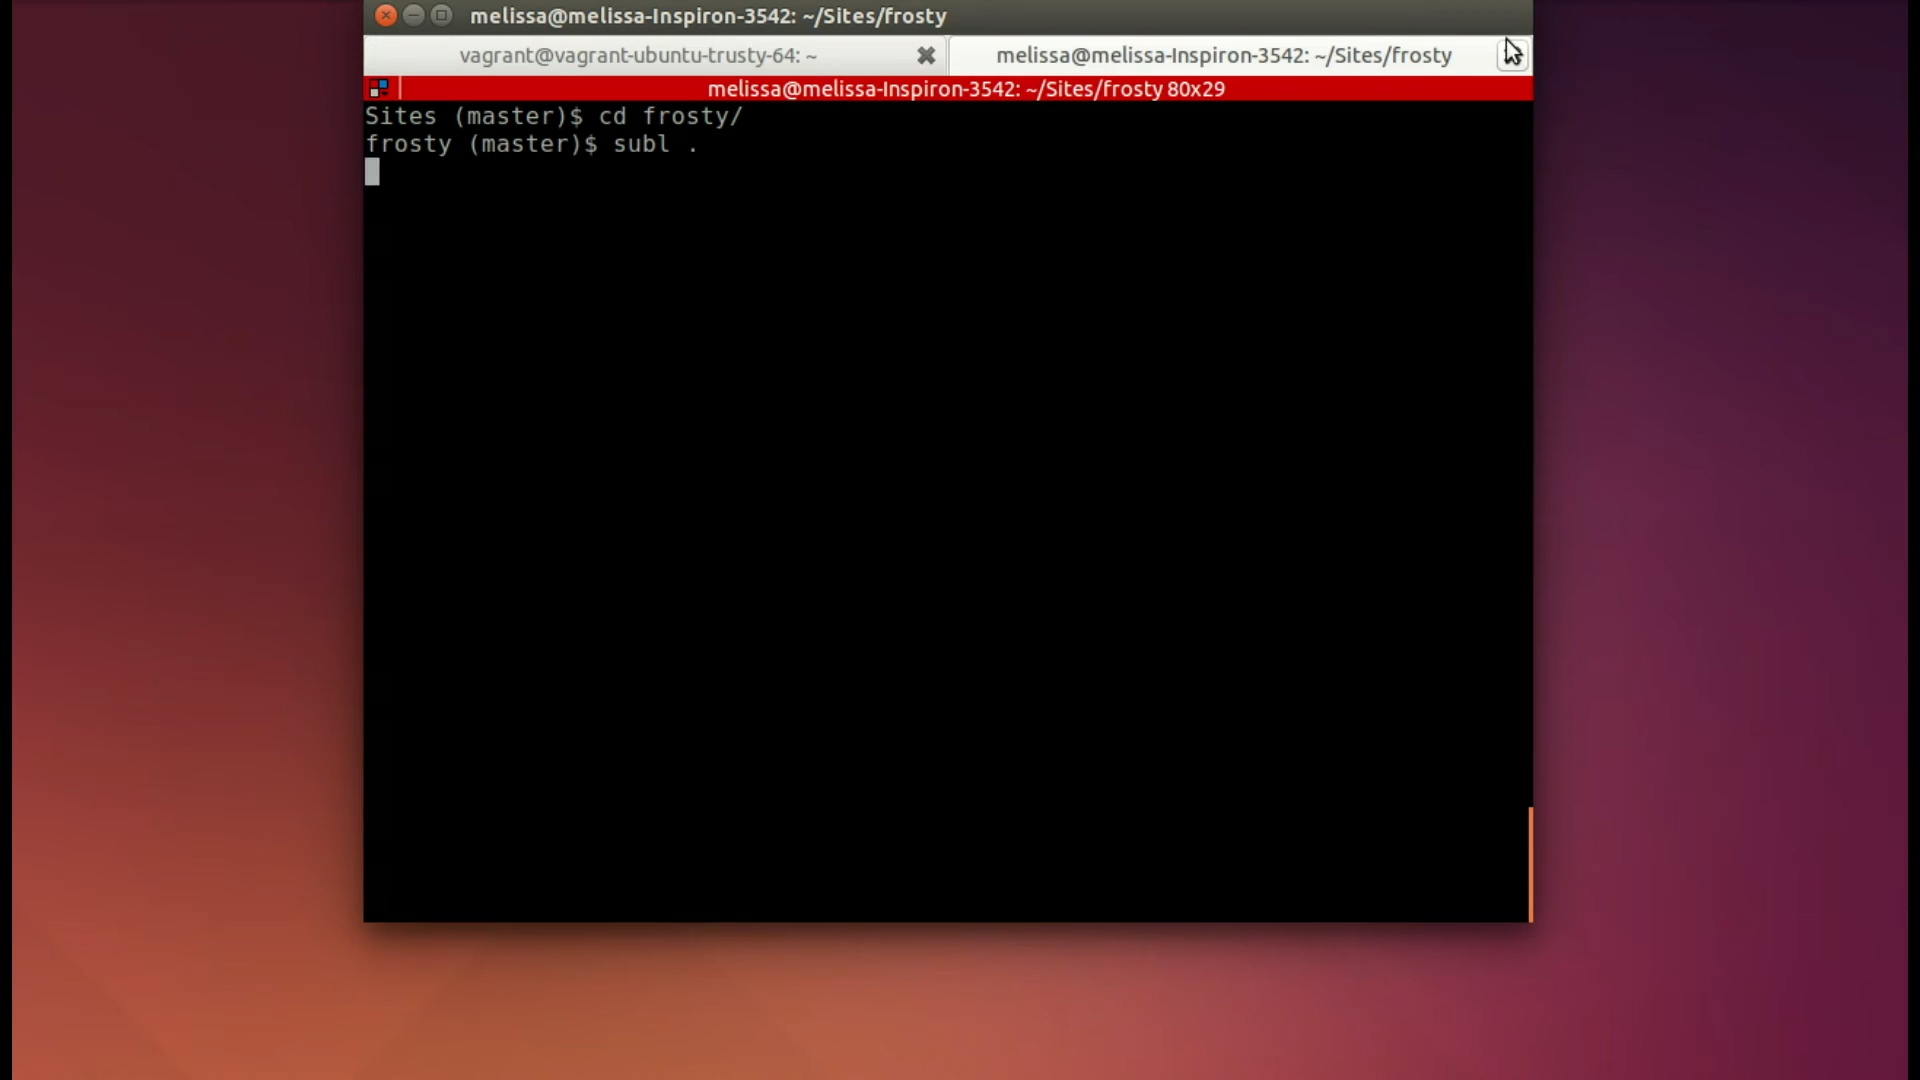 melissa@melissa-Inspiron-3542: ~/Sites/frosty
vagrant@vagrant-ubuntu-trusty-64: ~
melissa@melissa-Inspiron-3542: ~/Sites/frosty
melissa@melissa-Inspiron-3542: ~/Sites/frosty 80x29
Sites (master)$ cd frosty/
frosty (master)$ subl .